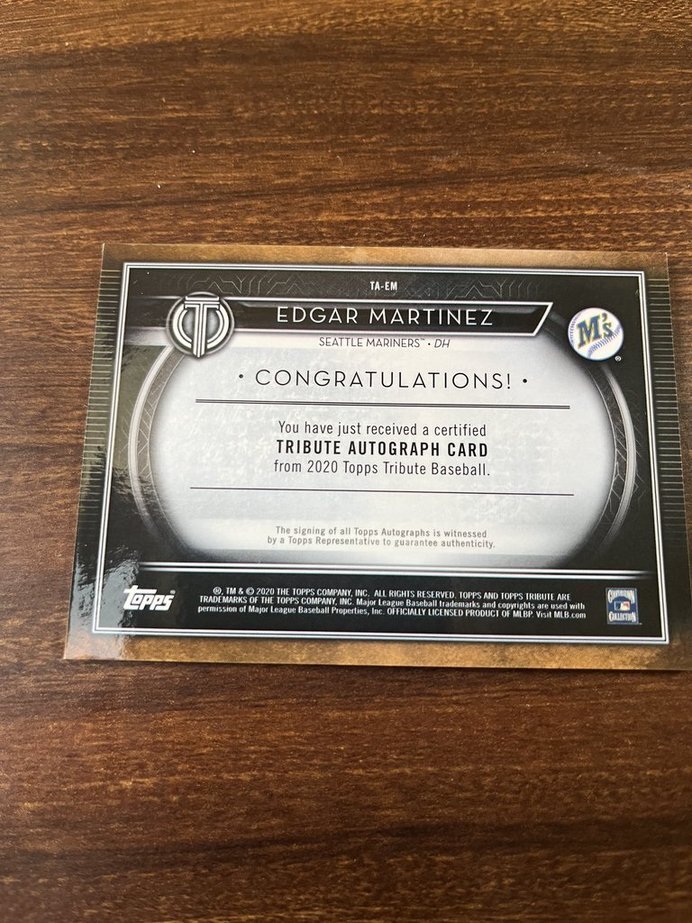 TA-EM
EDGAR MARTINEZ
M's
®
SEATTLE MARINERS™ • DH
• CONGRATULATIONS! •
You have just received a certified
TRIBUTE AUTOGRAPH CARD
from 2020 Topps Tribute Baseball.
The signing of all Topps Autographs is witnessed
by a Topps Representative to guarantee authenticity.
topps
®, TM & © 2020 THE TOPPS COMPANY, INC. ALL RIGHTS RESERVED. TOPPS AND TOPPS TRIBUTE ARE
TRADEMARKS OF THE TOPPS COMPANY, INC. Major League Baseball trademarks and copyrights are used with
permission of Major League Baseball Properties, Inc. OFFICIALLY LICENSED PRODUCT OF MLBP. Visit MLB.com
COOPERSTOWN
COLLECTION